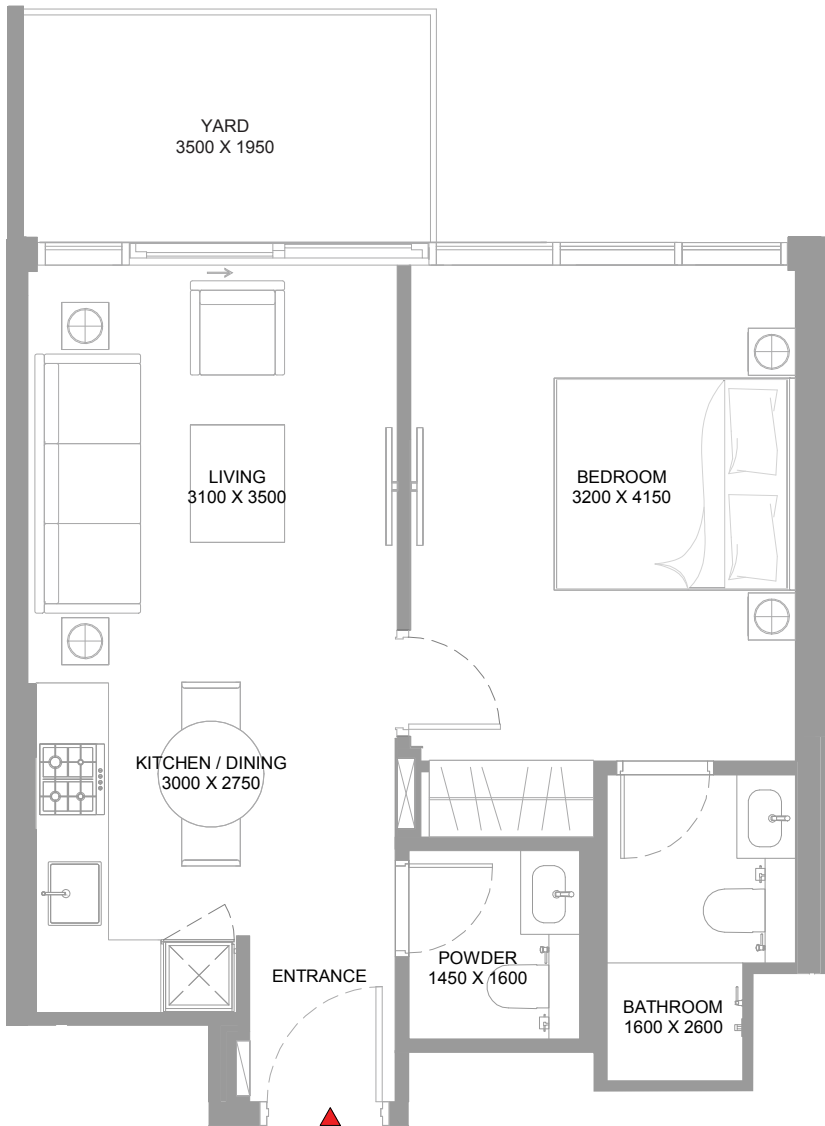 YARD
3500 X 1950
LIVING
3100 X 3500
BEDROOM
3200 X 4150
KITCHEN / DINING
3000 X 2750
ENTRANCE
POWDER
1450 X 1600
BATHROOM
1600 X 2600